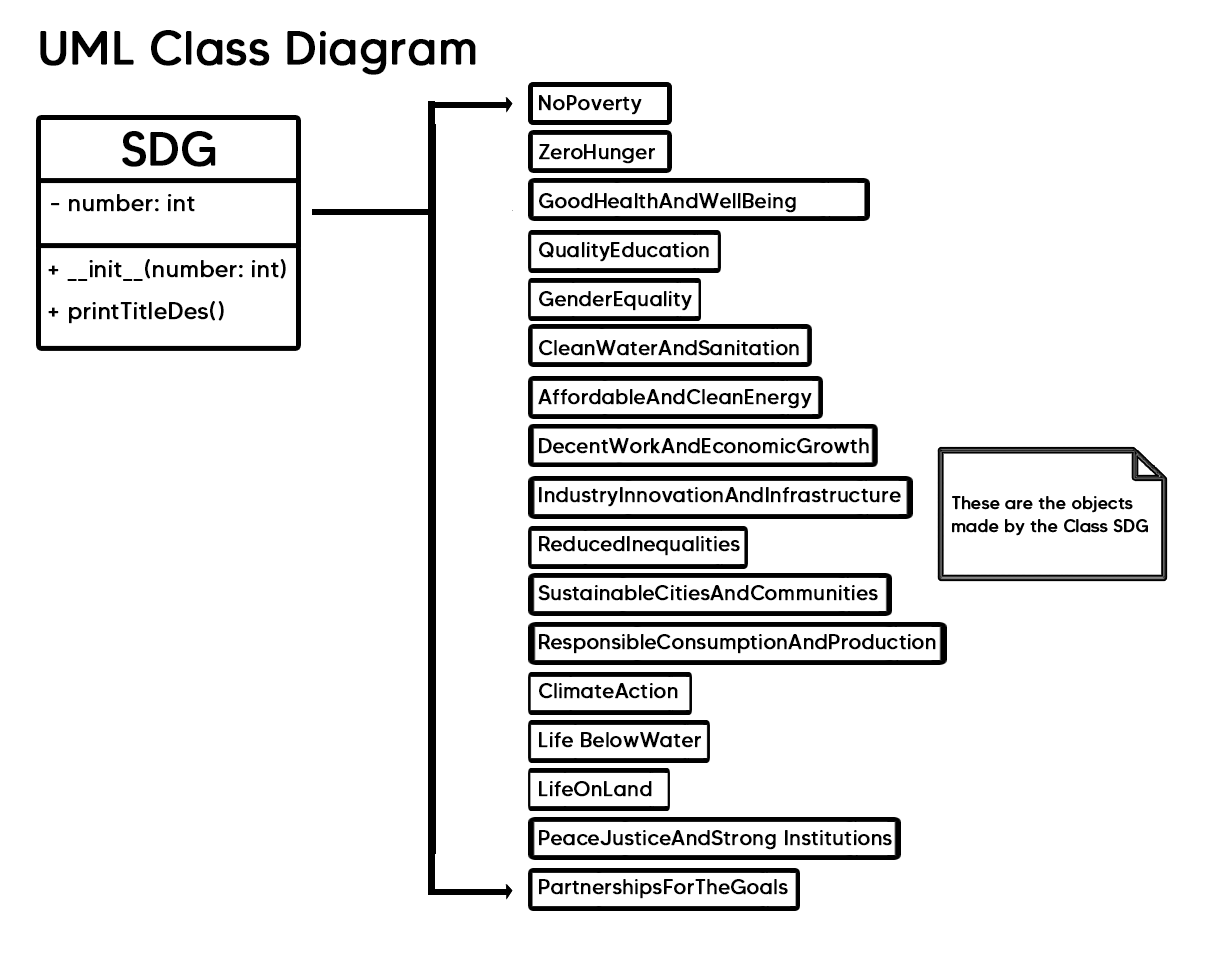 UML Class Diagram
SDG
- number: int
+ __init__(number: int)
+ printTitleDes()
NoPoverty
ZeroHunger
GoodHealthAndWellBeing
QualityEducation
GenderEquality
CleanWaterAndSanitation
AffordableAndCleanEnergy
DecentWorkAndEconomicGrowth
IndustryInnovationAndInfrastructure
ReducedInequalities
SustainableCitiesAndCommunities
ResponsibleConsumptionAndProduction
ClimateAction
Life BelowWater
LifeOnLand
PeaceJusticeAndStrong Institutions
PartnershipsForTheGoals
These are the objects
made by the Class SDG